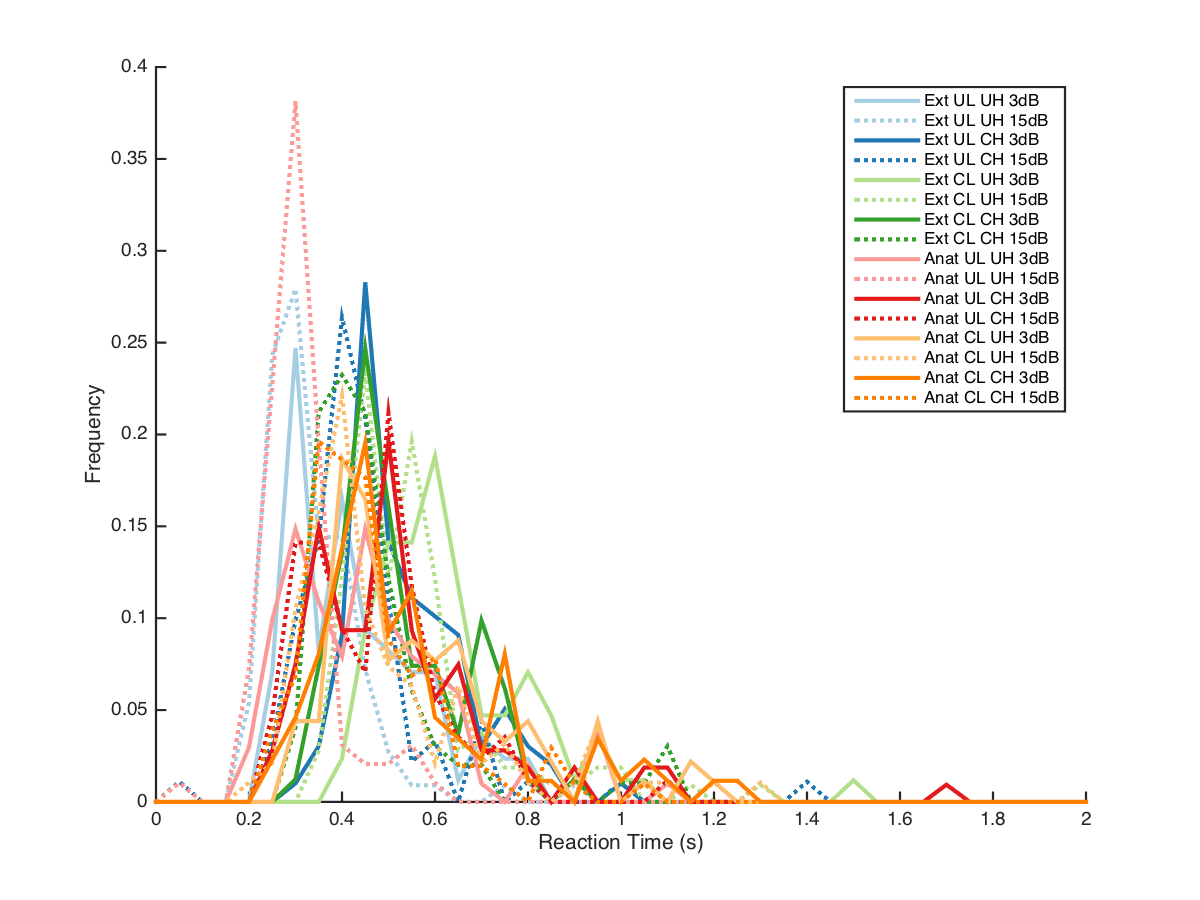 0.4
0.35
0.3
0.25
0.2
0.15
0.1
0.05
0
Frequency
0 0.2 0.4 0.6 0.8 1 1.2 1.4 1.6 1.8 2
Reaction Time (s)
Ext UL UH 3dB
Ext UL UH 15dB
Ext UL CH 3dB
Ext UL CH 15dB
Ext CL UH 3dB
Ext CL UH 15dB
Ext CL CH 3dB
Ext CL CH 15dB
Anat UL UH 3dB
Anat UL UH 15dB
Anat UL CH 3dB
Anat UL CH 15dB
Anat CL UH 3dB
Anat CL UH 15dB
Anat CL CH 3dB
Anat CL CH 15dB